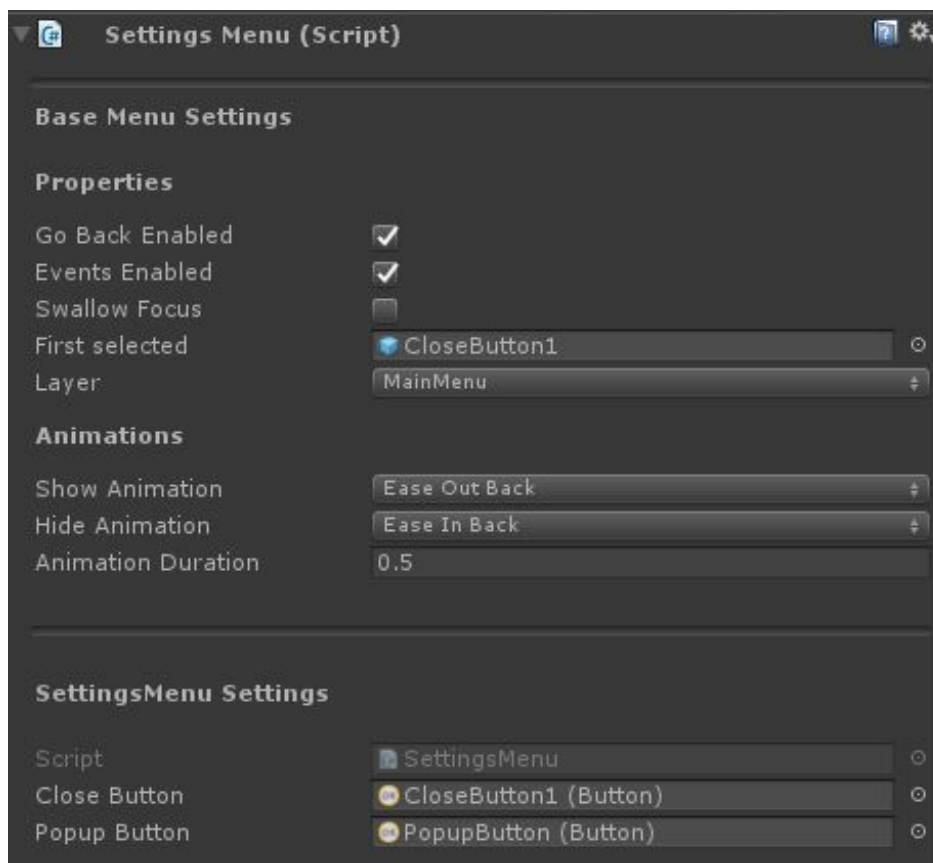 Settings Menu (Script)
Base Menu Settings
Properties
Go Back Enabled
Events Enabled
Swallow Focus
First selected CloseButton1
Layer MainMenu
Animations
Show Animation Ease Out Back
Hide Animation Ease In Back
Animation Duration 0.5
SettingsMenu Settings
Script SettingsMenu
Close Button CloseButton1 (Button)
Popup Button PopupButton (Button)